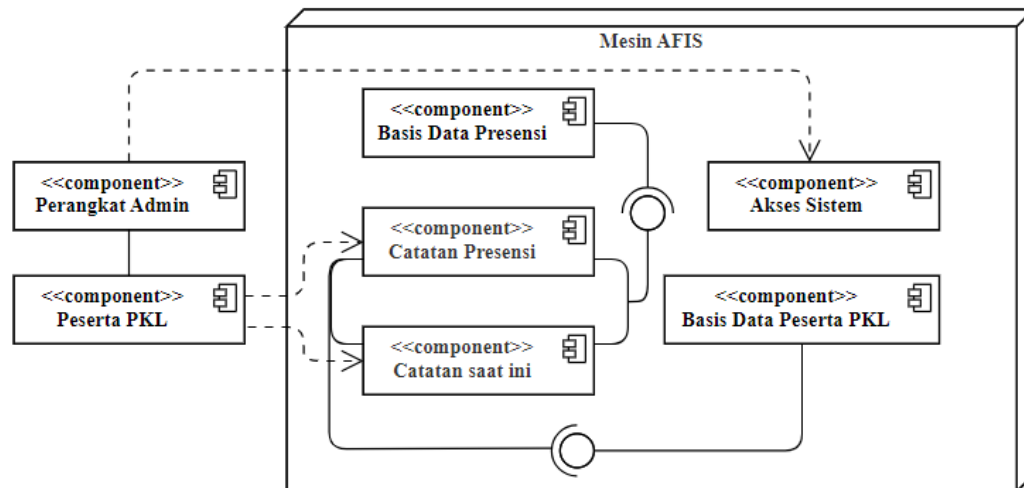 Mesin AFIS
<<component>>
Basis Data Presensi
<<component>>
Perangkat Admin
<<component>>
Akses Sistem
<<component>>
Catatan Presensi
<<component>>
Peserta PKL
<<component>>
Basis Data Peserta PKL
<<component>>
Catatan saat ini